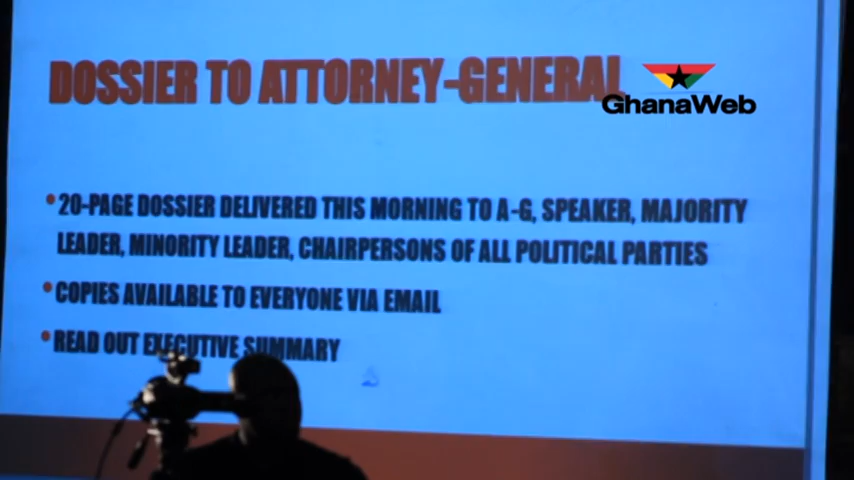 DOSSIER TO ATTORNEY-GENERAL
GhanaWeb
• 20-PAGE DOSSIER DELIVERED THIS MORNING TO A-G, SPEAKER, MAJORITY
LEADER, MINORITY LEADER, CHAIRPERSONS OF ALL POLITICAL PARTIES
• COPIES AVAILABLE TO EVERYONE VIA EMAIL
• READ OUT EXECUTIVE SUMMARY